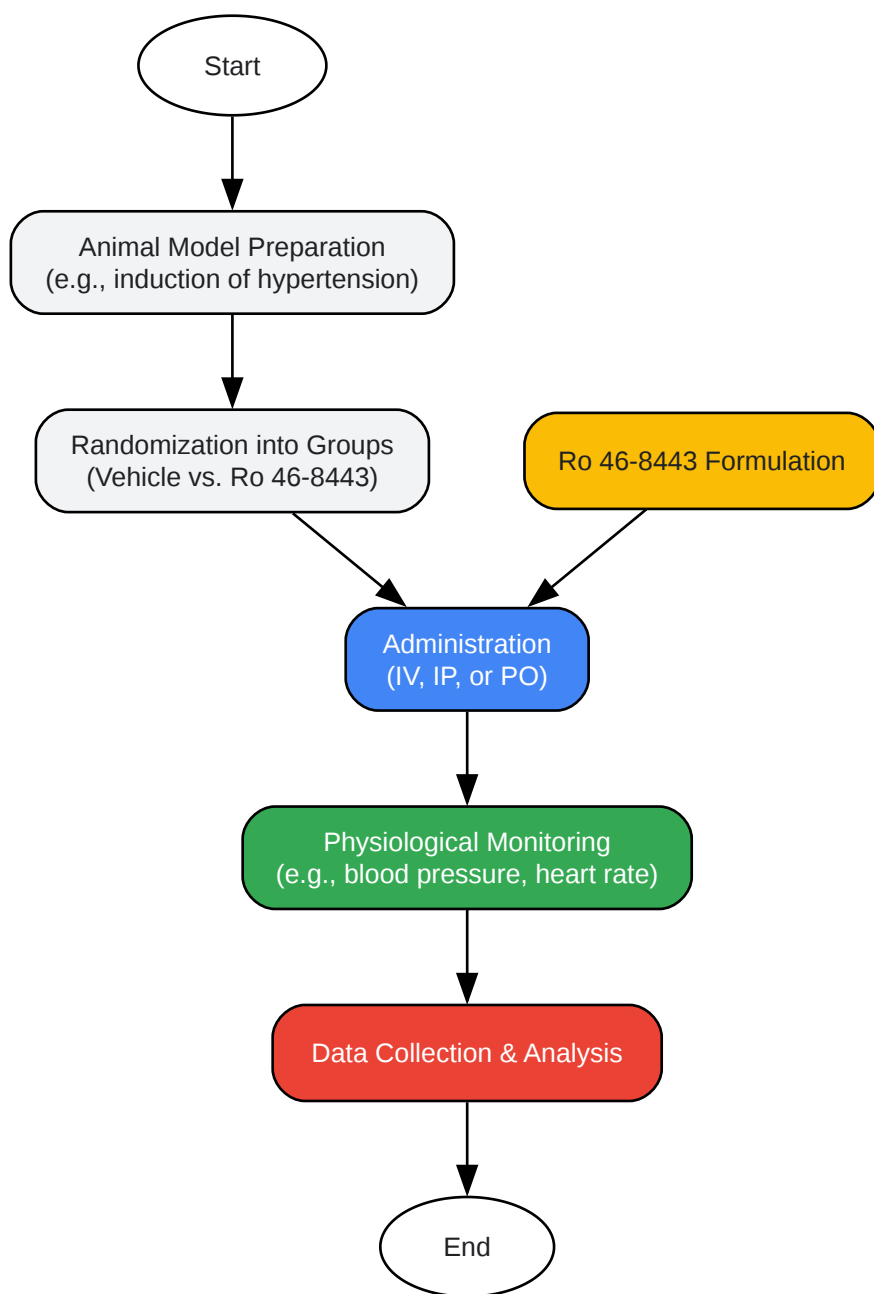 Start
Animal Model Preparation
(e.g., induction of hypertension)
Randomization into Groups
(Vehicle vs. Ro 46-8443)
Ro 46-8443 Formulation
Administration
(IV, IP, or PO)
Physiological Monitoring
(e.g., blood pressure, heart rate)
Data Collection & Analysis
End